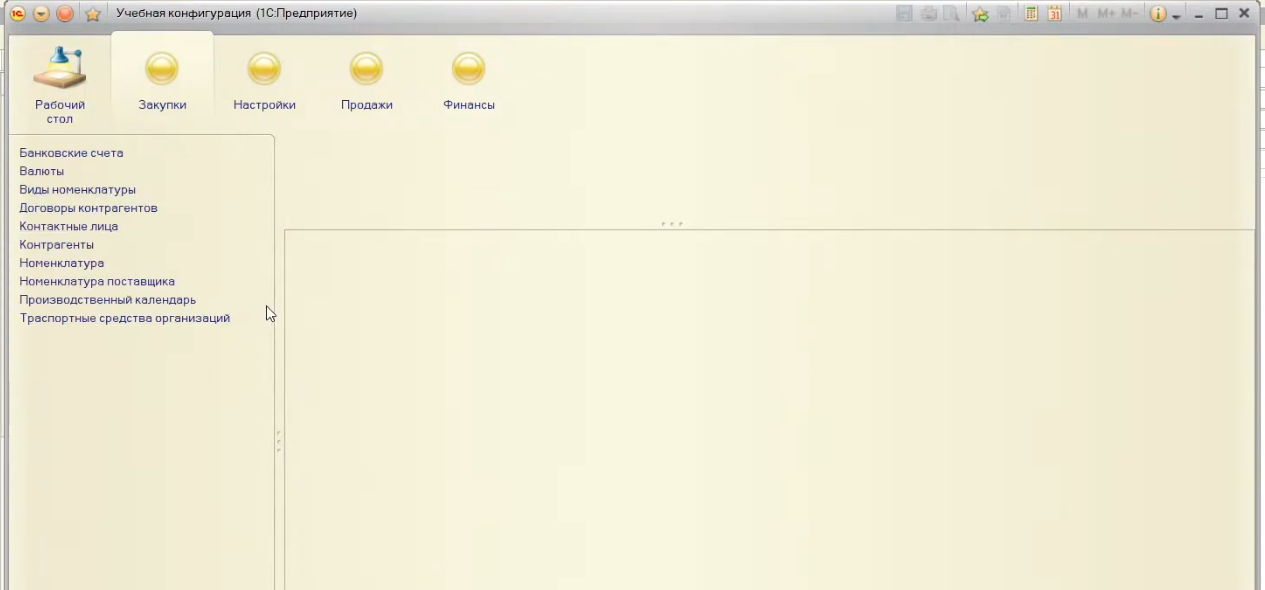 Учебная конфигурация (1С:Предприятие)
31 M M+ M-
Рабочий
стол
Закупки
Настройки
Продажи
Финансы
Банковские счета
Валюты
Виды номенклатуры
Договоры контрагентов
Контактные лица
Контрагенты
Номенклатура
Номенклатура поставщика
Производственный календарь
Траспортные средства организаций